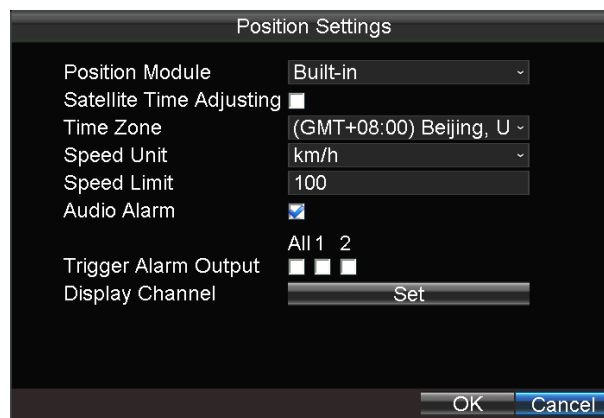 Position Settings
Position Module Built-in
Satellite Time Adjusting
Time Zone (GMT+08:00) Beijing, U
Speed Unit km/h
Speed Limit 100
Audio Alarm
All 1 2
Trigger Alarm Output
Display Channel Set
OK Cancel